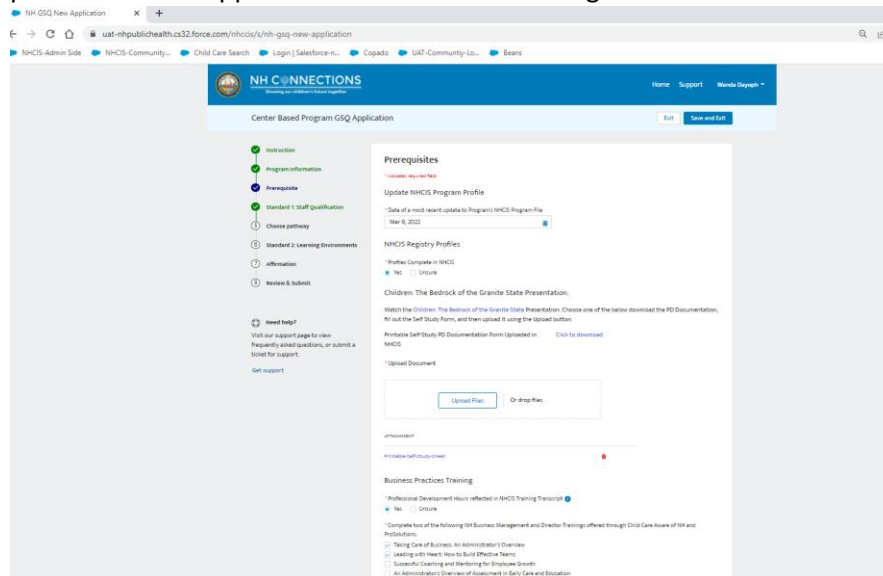 NH GSQ New Application
uat-nhpublichealth.cs32.force.com/nhccis/s/nh-gsq-new-application
NHCIS-Admin Side
NHCIS-Community...
Child Care Search
Login | Salesforce-n...
Copado
UAT-Communtiy-Lo...
Beans
NH CONNECTIONS
Home Support Wanda Dayoph
Center Based Program GSQ Application
Exit
Save and Exit
Instruction
Program Information
Prerequisite
Standard 1: Staff Qualification
5 Choose pathway
6 Standard 2: Learning Environments
7 Affirmation
8 Review & Submit
Need help?
Visit our support page to view
frequently asked questions, or submit a
ticket for support.
Get support
Prerequisites
* indicates required field
Update NHCIS Program Profile
*Date of a most recent update to Program's NHCIS Program File
Mar 9, 2022
NHCIS Registry Profiles
*Profiles Complete in NHCIS
Yes Unsure
Children: The Bedrock of the Granite State Presentation.
Watch the Children: The Bedrock of the Granite State Presentation. Choose one of the below download the PD Documentation,
fill out the Self Study Form, and then upload it using the Upload button.
Printable Self-Study PD Documentation Form Uploaded in Click to download
NHCIS
*Upload Document
Upload Files Or drop files
ATTACHMENT
Printable-Self-Study-Sheet
Business Practices Training
*Professional Development Hours reflected in NHCIS Training Transcript
Yes Unsure
*Complete two of the following NH Business Management and Director Trainings offered through Child Care Aware of NH and
ProSolutions:
Taking Care of Business: An Administrator's Overview
Leading with Heart: How to Build Effective Teams
Successful Coaching and Mentoring for Employee Growth
An Administrator's Overview of Assessment in Early Care and Education